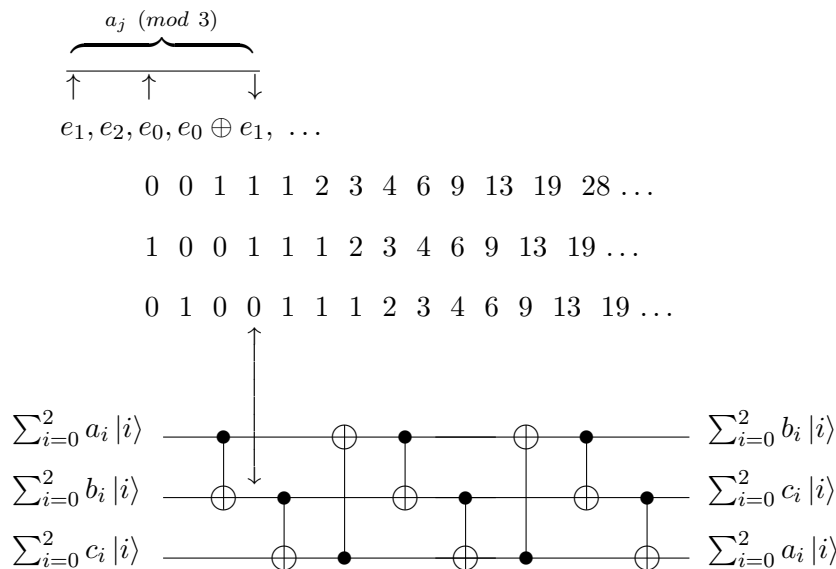 a_j (mod 3)
e_1, e_2, e_0, e_0 ⊕ e_1, ...
0 0 1 1 1 2 3 4 6 9 13 19 28 ...
1 0 0 1 1 1 2 3 4 6 9 13 19 ...
0 1 0 0 1 1 1 2 3 4 6 9 13 19 ...
∑_{i=0}^{2} a_i |i⟩ ∑_{i=0}^{2} b_i |i⟩
∑_{i=0}^{2} b_i |i⟩ ∑_{i=0}^{2} c_i |i⟩
∑_{i=0}^{2} c_i |i⟩ ∑_{i=0}^{2} a_i |i⟩